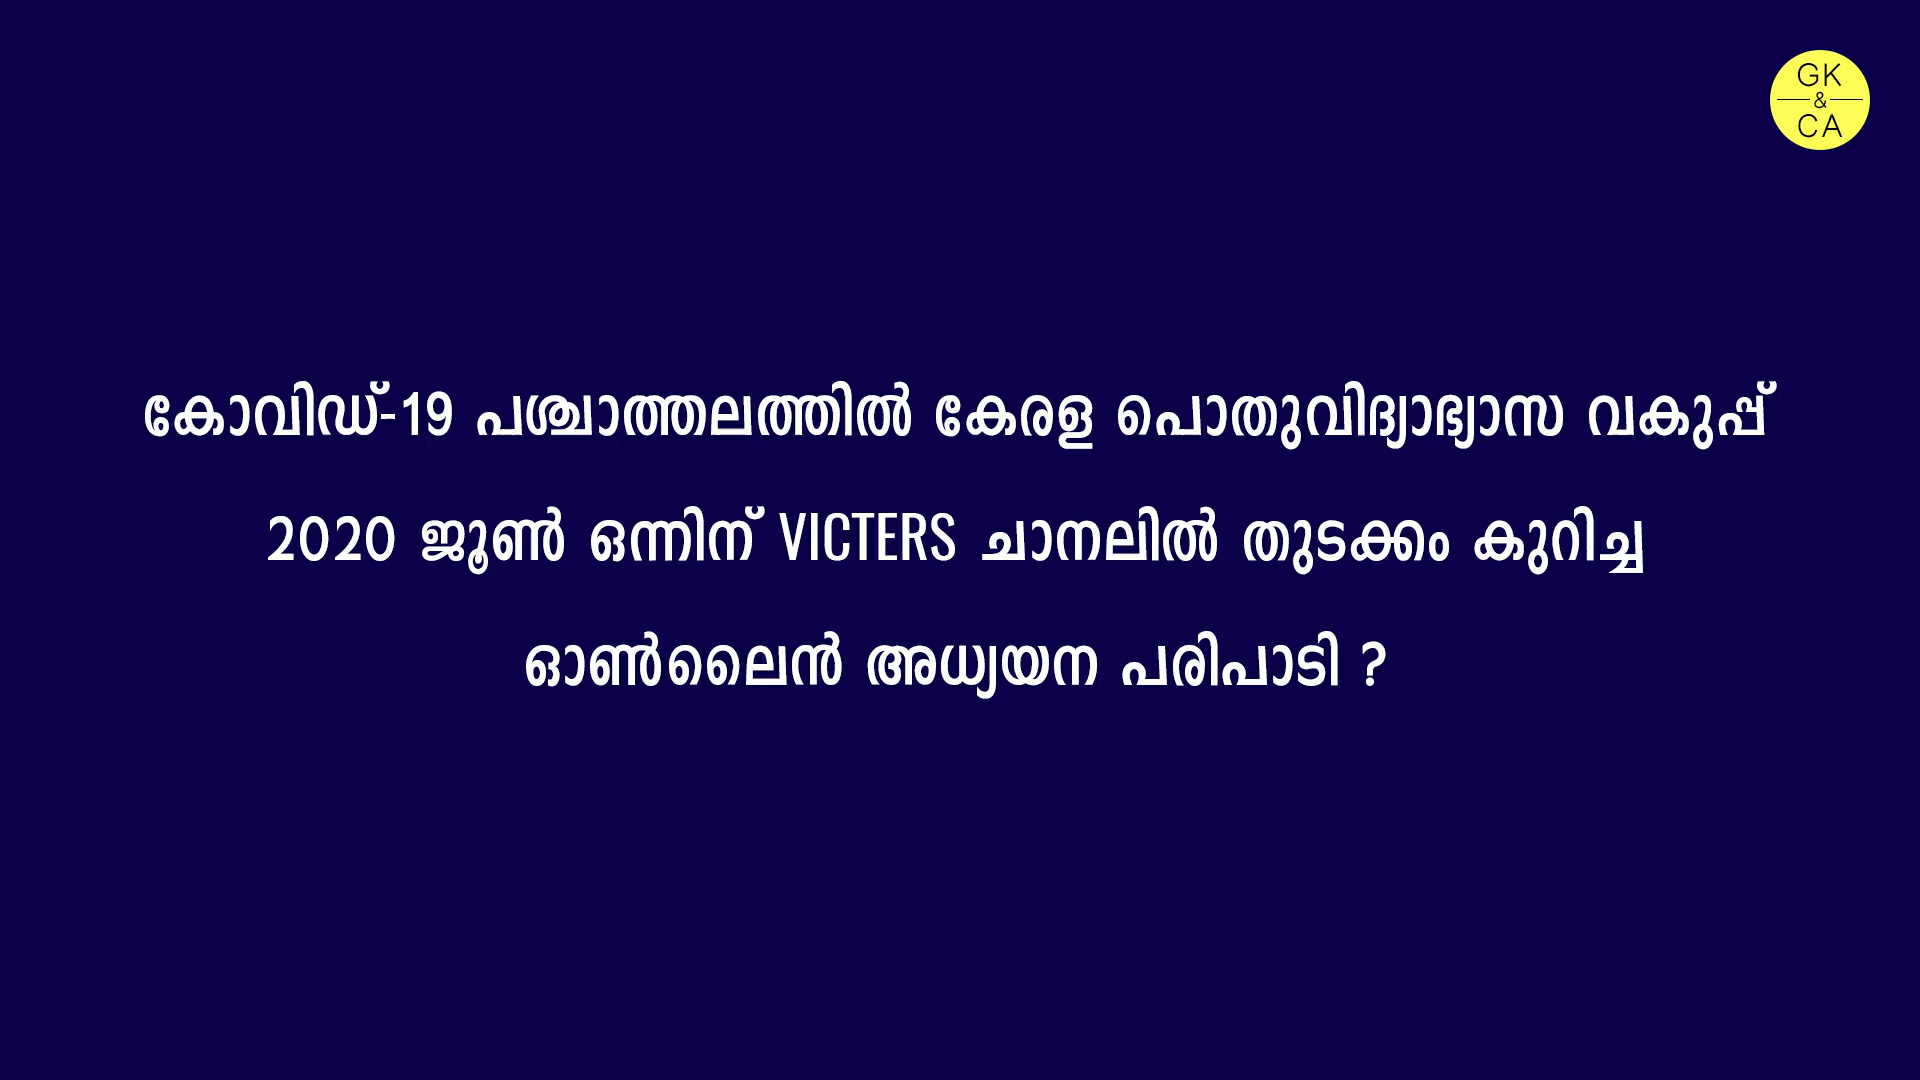 GK
&
CA
കോവിഡ്-19 പശ്ചാത്തലത്തിൽ കേരള പൊതുവിദ്യാഭ്യാസ വകുപ്പ്
2020 ജൂൺ ഒന്നിന് VICTERS ചാനലിൽ തുടക്കം കുറിച്ച
ഓൺലൈൻ അധ്യയന പരിപാടി ?